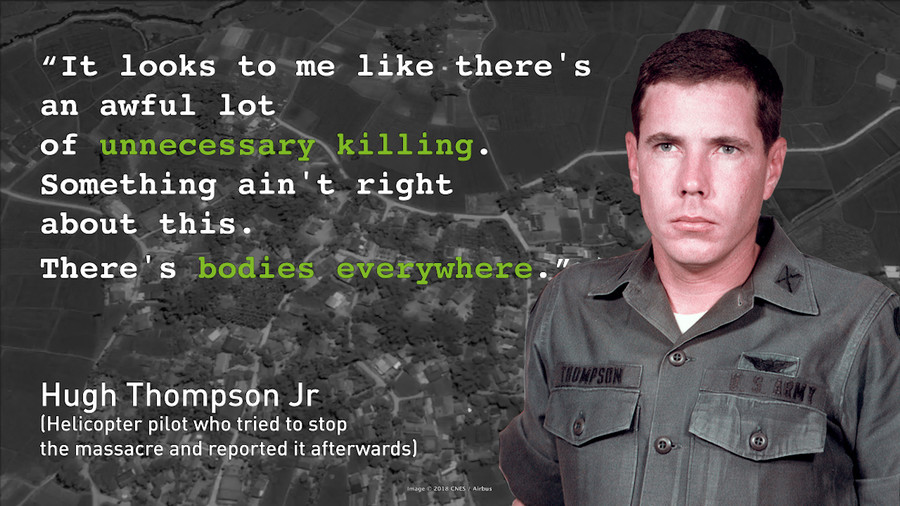 “It looks to me like there's
an awful lot
of unnecessary killing.
Something ain't right
about this.
There's bodies everywhere.”
Hugh Thompson Jr
(Helicopter pilot who tried to stop
the massacre and reported it afterwards)
THOMPSON
U S ARMY
Image © 2018 CNES / Airbus